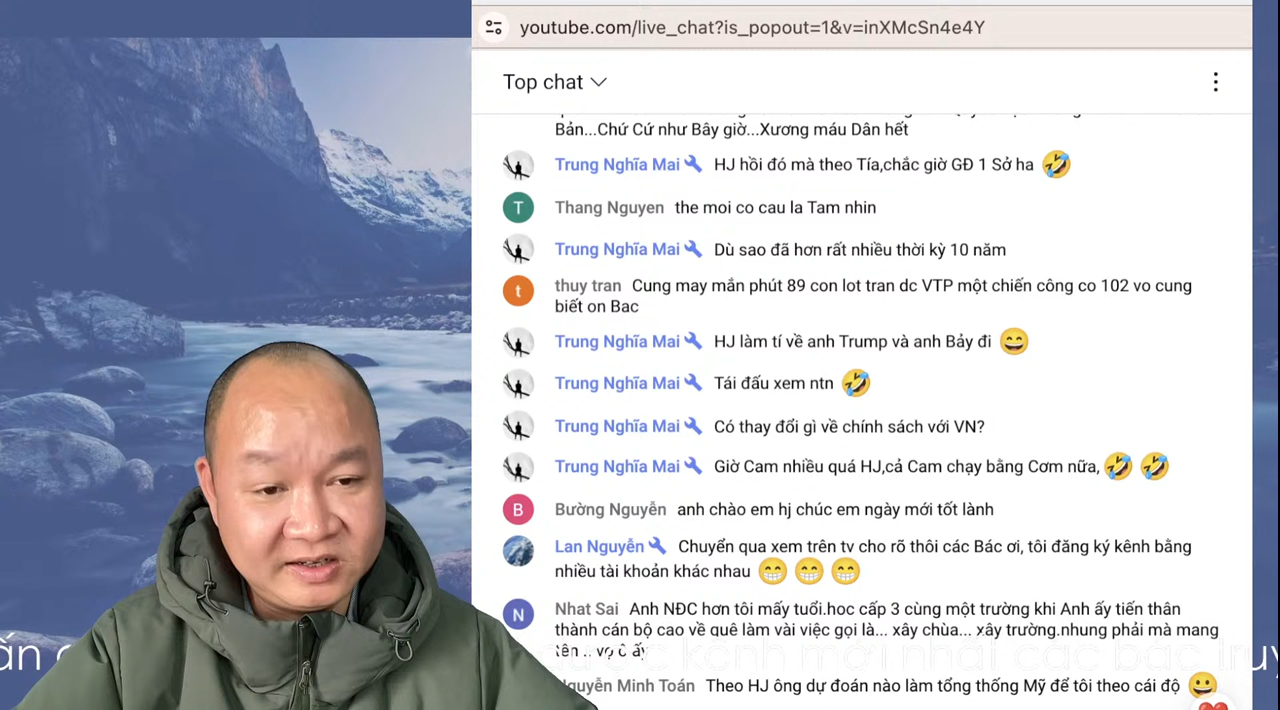 youtube.com/live_chat?is_popout=1&v=inXMcSn4e4Y
Top chat
Bản...Chứ Cứ như Bây giờ...Xương máu Dân hết
Trung Nghĩa Mai HJ hồi đó mà theo Tía,chắc giờ GĐ 1 Sở ha 🤣
Thang Nguyen the moi co cau la Tam nhin
Trung Nghĩa Mai Dù sao đã hơn rất nhiều thời kỳ 10 năm
thuy tran Cung may mắn phút 89 con lot tran dc VTP một chiến công co 102 vo cung
biết on Bac
Trung Nghĩa Mai HJ làm tí về anh Trump và anh Bảy đi 😄
Trung Nghĩa Mai Tái đấu xem ntn 🤣
Trung Nghĩa Mai Có thay đổi gì về chính sách với VN?
Trung Nghĩa Mai Giờ Cam nhiều quá HJ,cả Cam chạy bằng Cơm nữa, 🤣 🤣
Bường Nguyễn anh chào em hj chúc em ngày mới tốt lành
Lan Nguyễn Chuyển qua xem trên tv cho rõ thôi các Bác ơi, tôi đăng ký kênh bằng
nhiều tài khoản khác nhau 😁 😁 😁
Nhat Sai Anh NĐC hơn tôi mấy tuổi.hoc cấp 3 cùng một trường khi Anh ấy tiến thân
thành cán bộ cao về quê làm vài việc gọi là... xây chùa... xây trường.nhung phải mà mang
kênh mới nhất các bác
Nguyễn Minh Toán Theo HJ ông dự đoán nào làm tổng thống Mỹ để tôi theo cái độ 😀